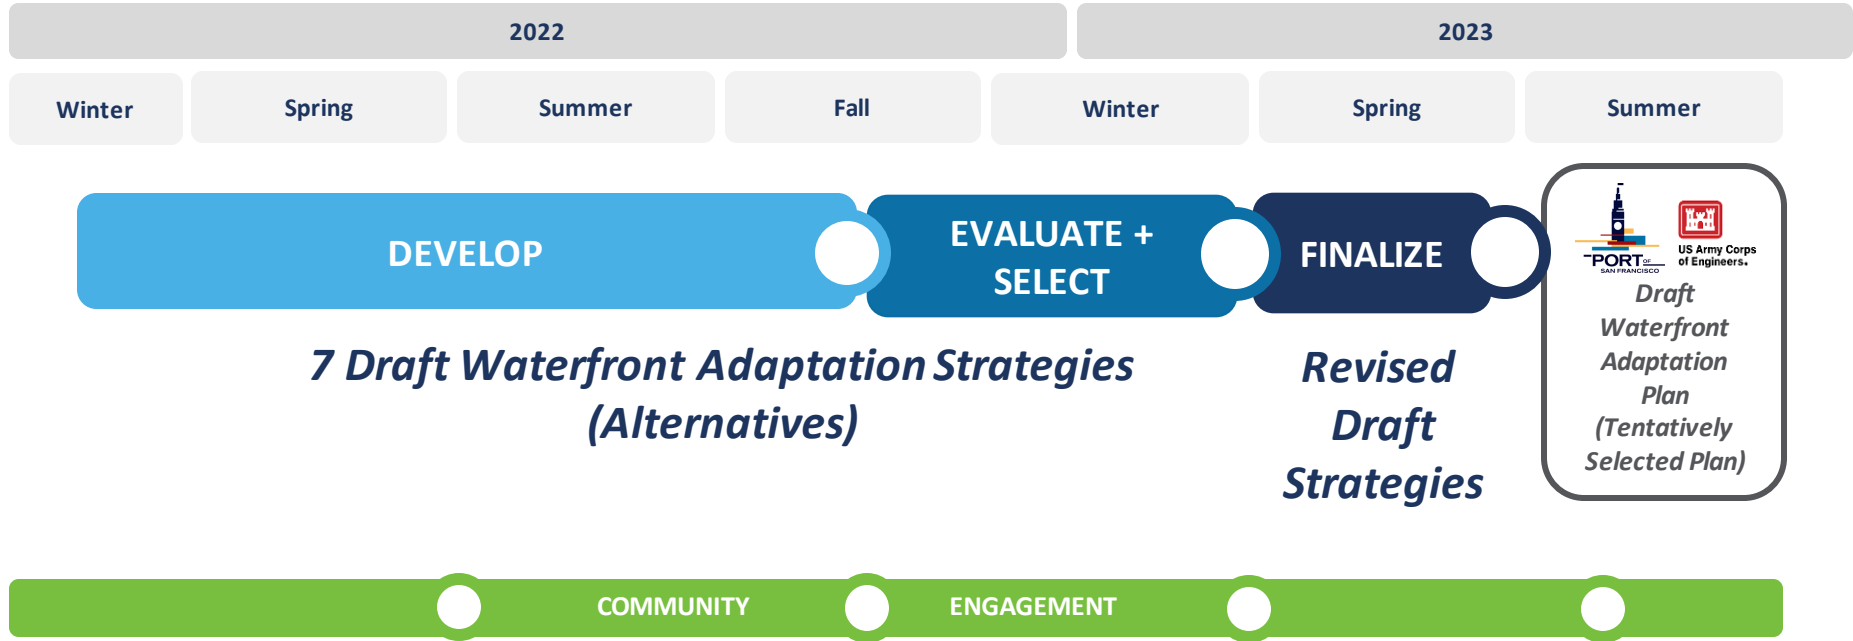 2022
2023
Winter
Spring
Summer
Fall
Winter
Spring
Summer
DEVELOP
EVALUATE +
SELECT
FINALIZE
PORT OF
SAN FRANCISCO
US Army Corps
of Engineers.
Draft
Waterfront
Adaptation
Plan
(Tentatively
Selected Plan)
7 Draft Waterfront Adaptation Strategies
(Alternatives)
Revised
Draft
Strategies
COMMUNITY ENGAGEMENT